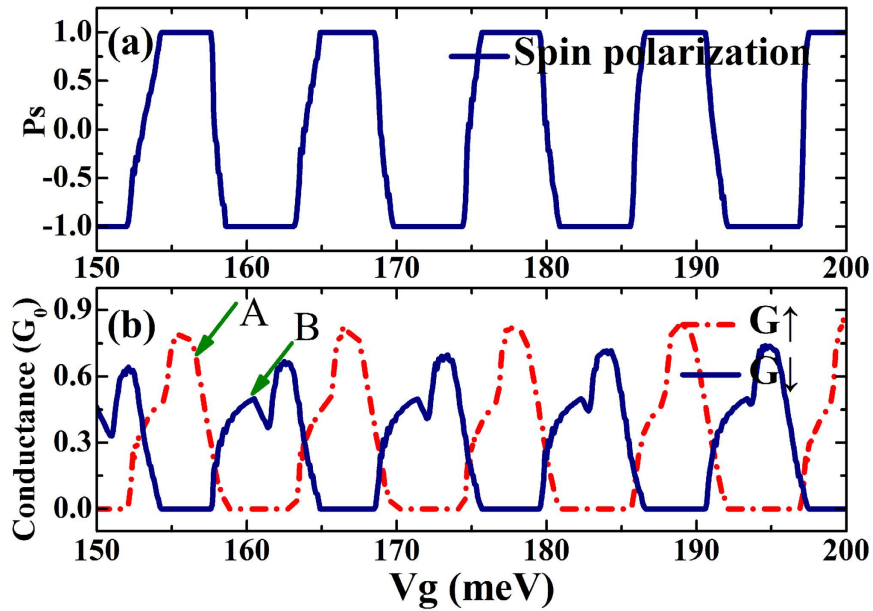 (a)
Spin polarization
Ps
1.0
0.5
0.0
-0.5
-1.0
150 160 170 180 190 200
(b)
A
B
G↑
G↓
Conductance (G0)
0.9
0.6
0.3
0.0
150 160 170 180 190 200
Vg (meV)